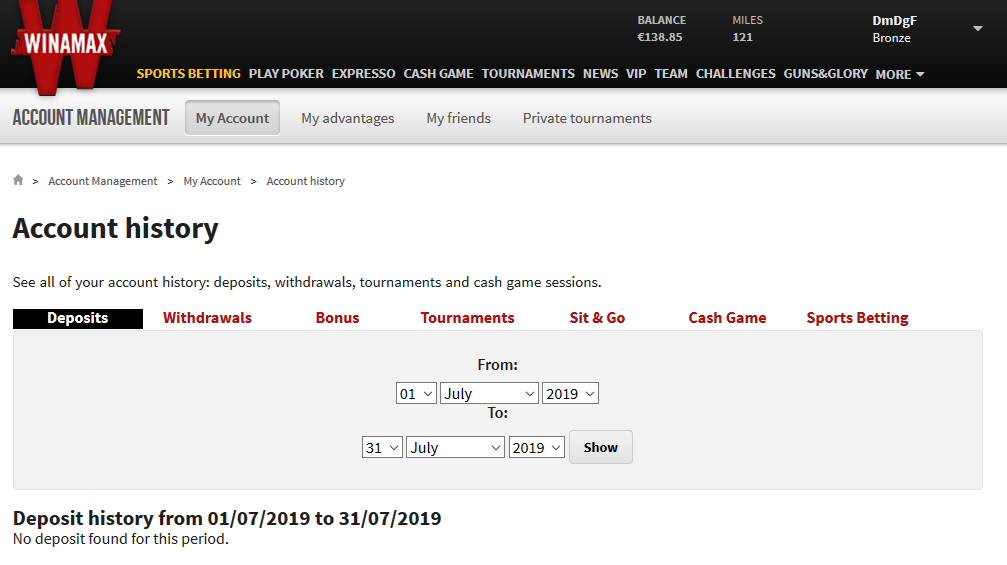 WINAMAX
BALANCE MILES DmDgF
€138.85 121 Bronze
SPORTS BETTING PLAY POKER EXPRESSO CASH GAME TOURNAMENTS NEWS VIP TEAM CHALLENGES GUNS&GLORY MORE
ACCOUNT MANAGEMENT My Account My advantages My friends Private tournaments
> Account Management > My Account > Account history
Account history
See all of your account history: deposits, withdrawals, tournaments and cash game sessions.
Deposits Withdrawals Bonus Tournaments Sit & Go Cash Game Sports Betting
From:
01 July 2019
To:
31 July 2019 Show
Deposit history from 01/07/2019 to 31/07/2019
No deposit found for this period.